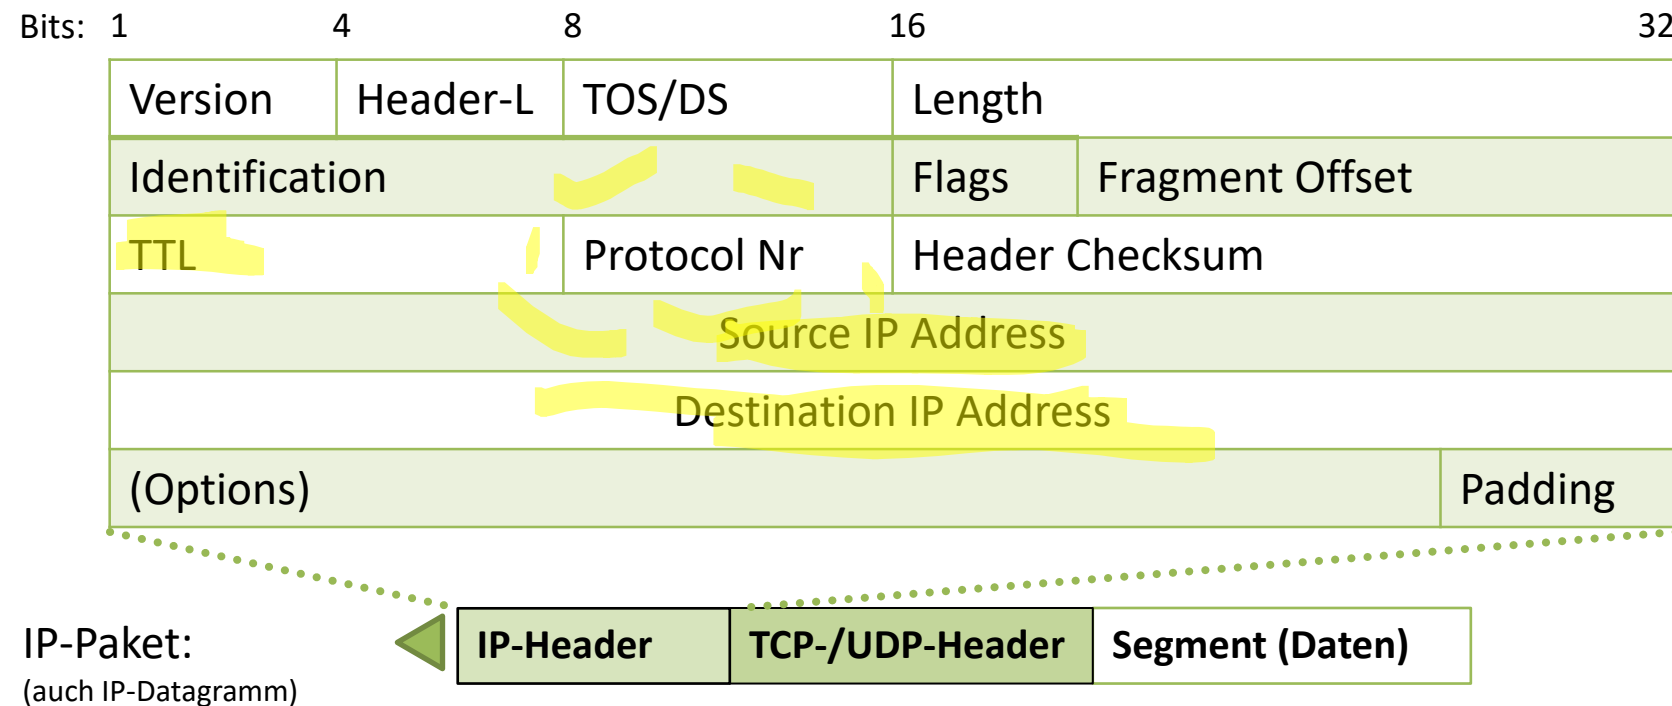 Bits: 1 4 8 16 32
Version Header-L TOS/DS Length
Identification Flags Fragment Offset
TTL Protocol Nr Header Checksum
Source IP Address
Destination IP Address
(Options) Padding
IP-Paket: IP-Header TCP-/UDP-Header Segment (Daten)
(auch IP-Datagramm)